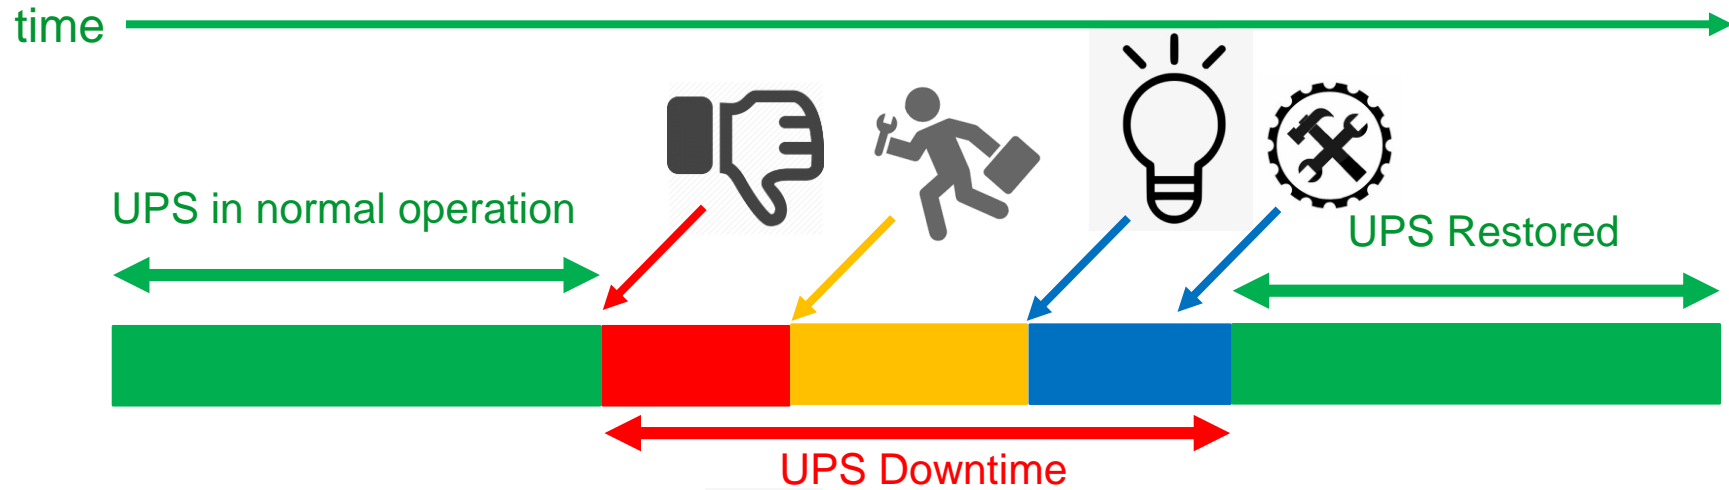 time
UPS in normal operation
UPS Restored
UPS Downtime